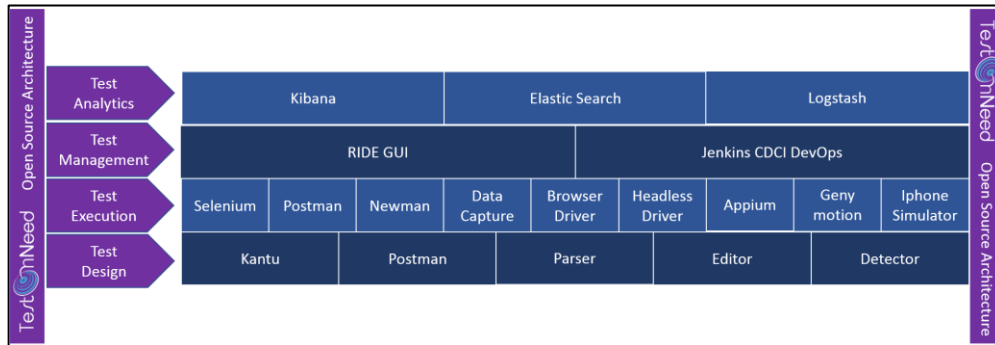 TestOnNeed Open Source Architecture
Test
Analytics
Kibana
Elastic Search
Logstash
Test
Management
RIDE GUI
Jenkins CDCI DevOps
Test
Execution
Selenium
Postman
Newman
Data
Capture
Browser
Driver
Headless
Driver
Appium
Geny
motion
Iphone
Simulator
Test
Design
Kantu
Postman
Parser
Editor
Detector
TestOnNeed Open Source Architecture